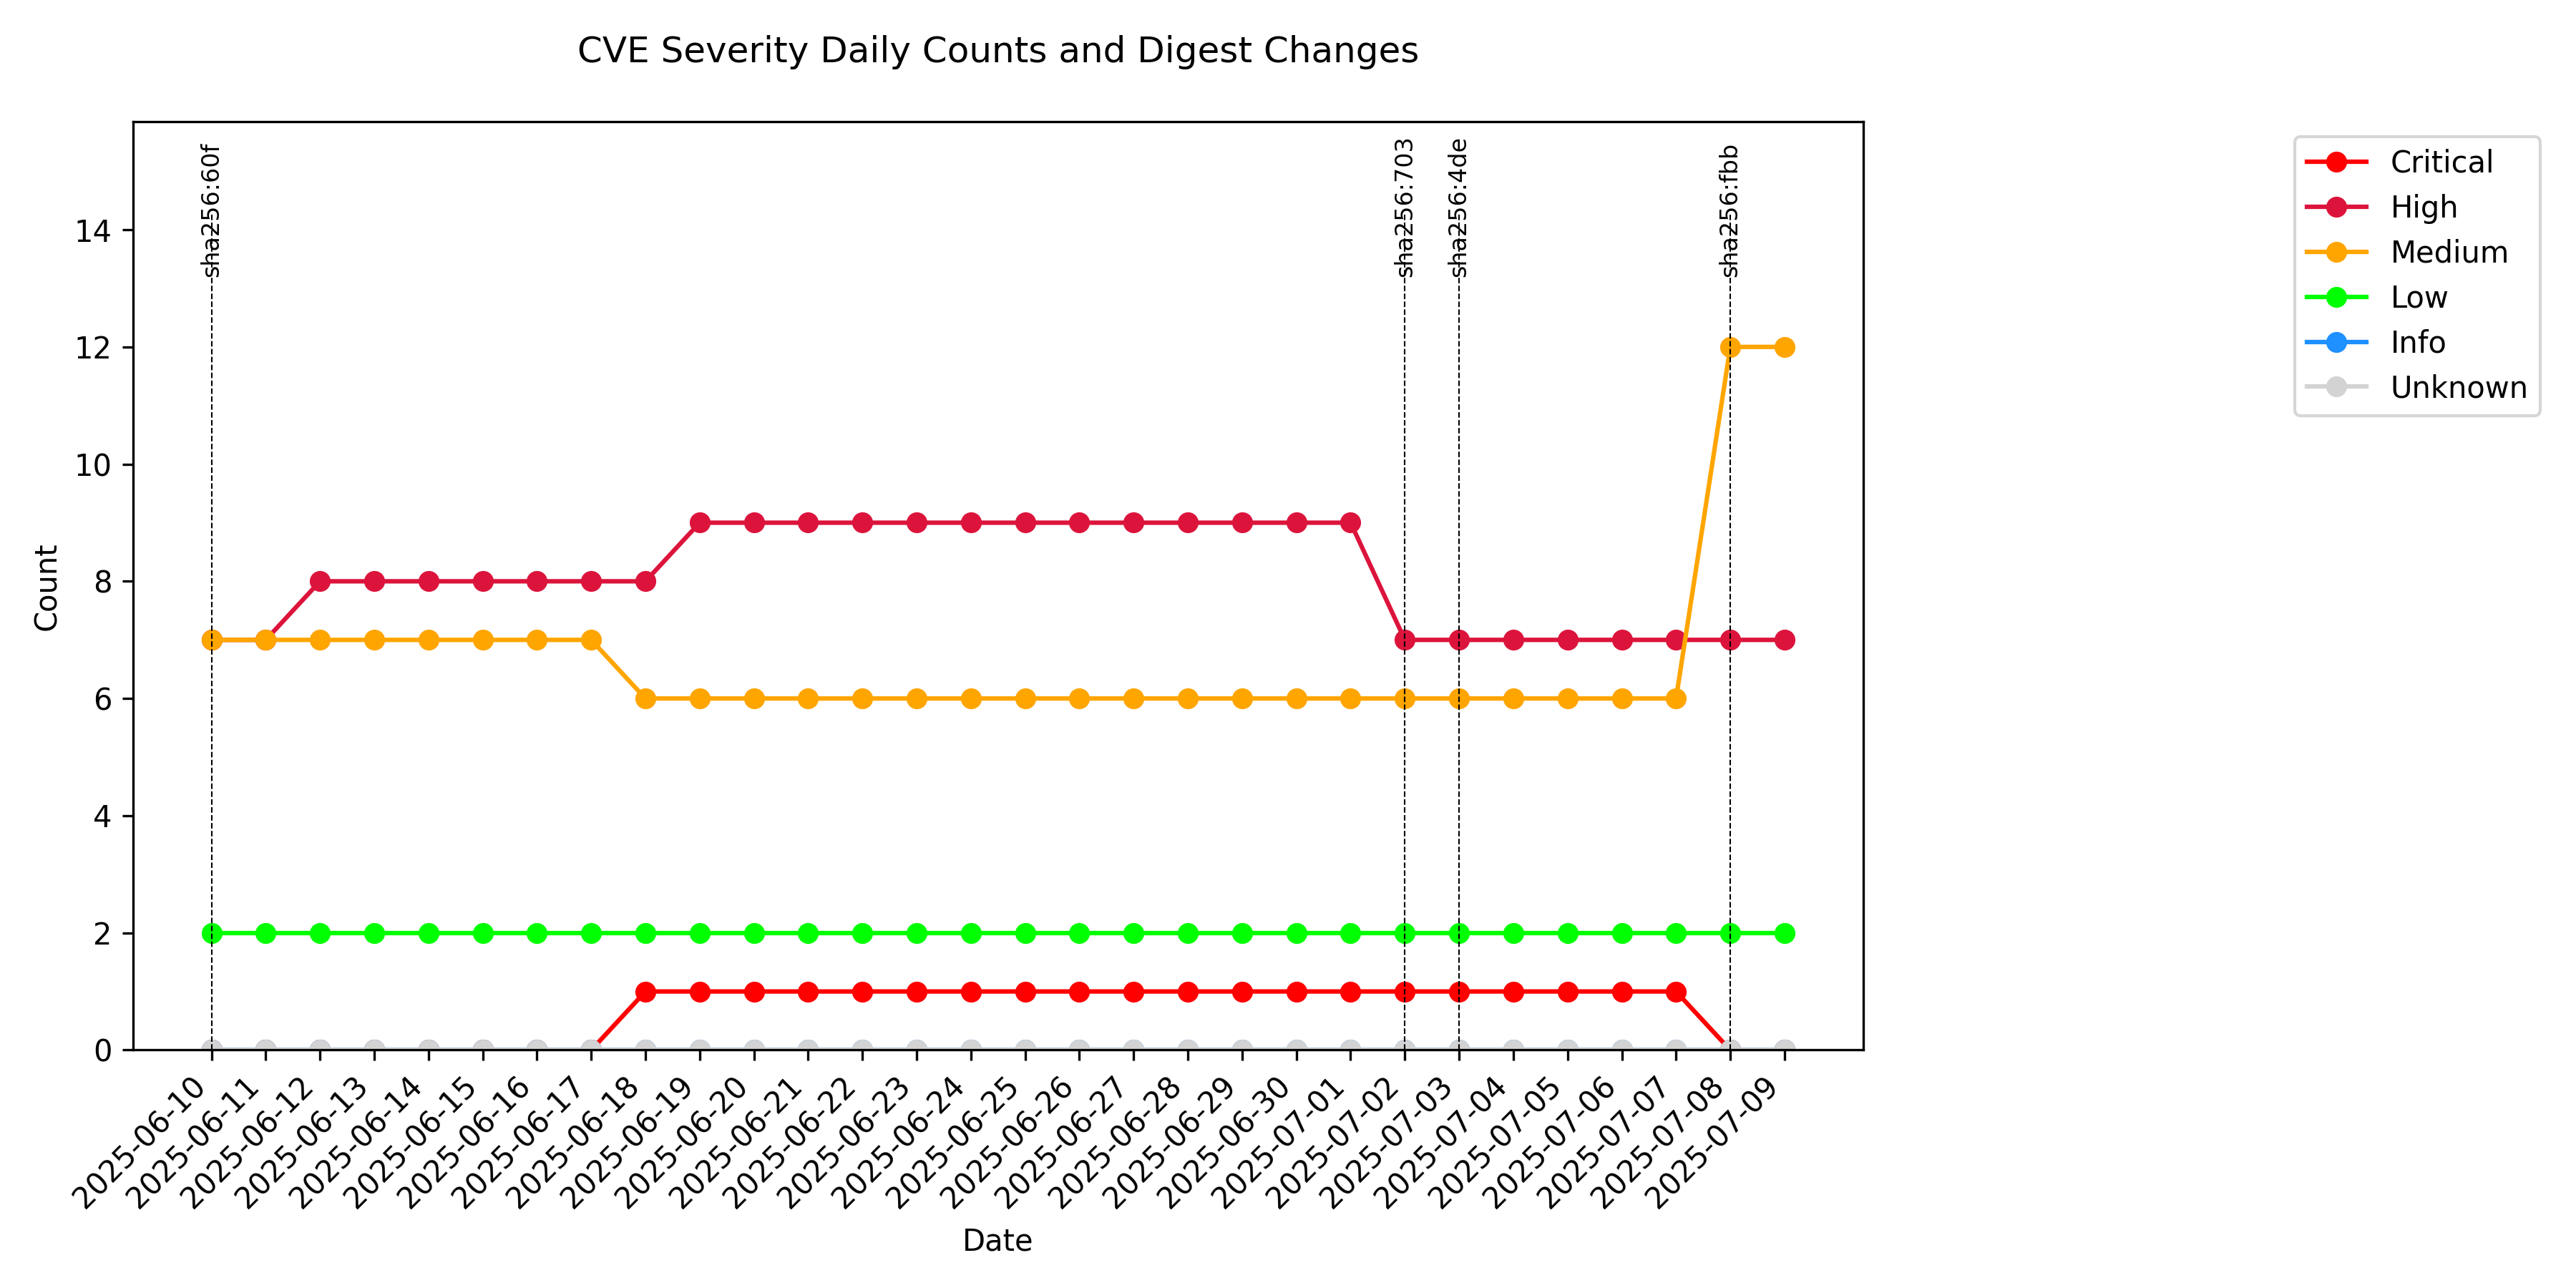 CVE Severity Daily Counts and Digest Changes
sha256:60f
sha256:703
sha256:4de
sha256:fbb
Critical
High
Medium
Low
Info
Unknown
14
12
10
8
6
4
2
0
Count
2025-06-10
2025-06-11
2025-06-12
2025-06-13
2025-06-14
2025-06-15
2025-06-16
2025-06-17
2025-06-18
2025-06-19
2025-06-20
2025-06-21
2025-06-22
2025-06-23
2025-06-24
2025-06-25
2025-06-26
2025-06-27
2025-06-28
2025-06-29
2025-06-30
2025-07-01
2025-07-02
2025-07-03
2025-07-04
2025-07-05
2025-07-06
2025-07-07
2025-07-08
2025-07-09
Date